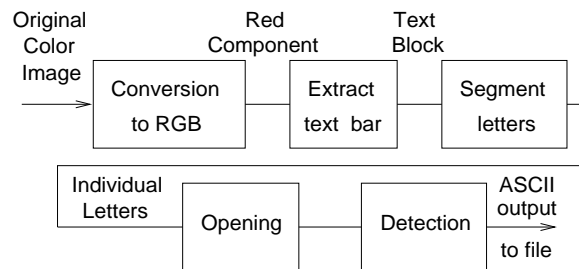 Original
Color
Image
Red
Component
Text
Block
Conversion
to RGB
Extract
text bar
Segment
letters
Individual
Letters
Opening
Detection
ASCII
output
to file